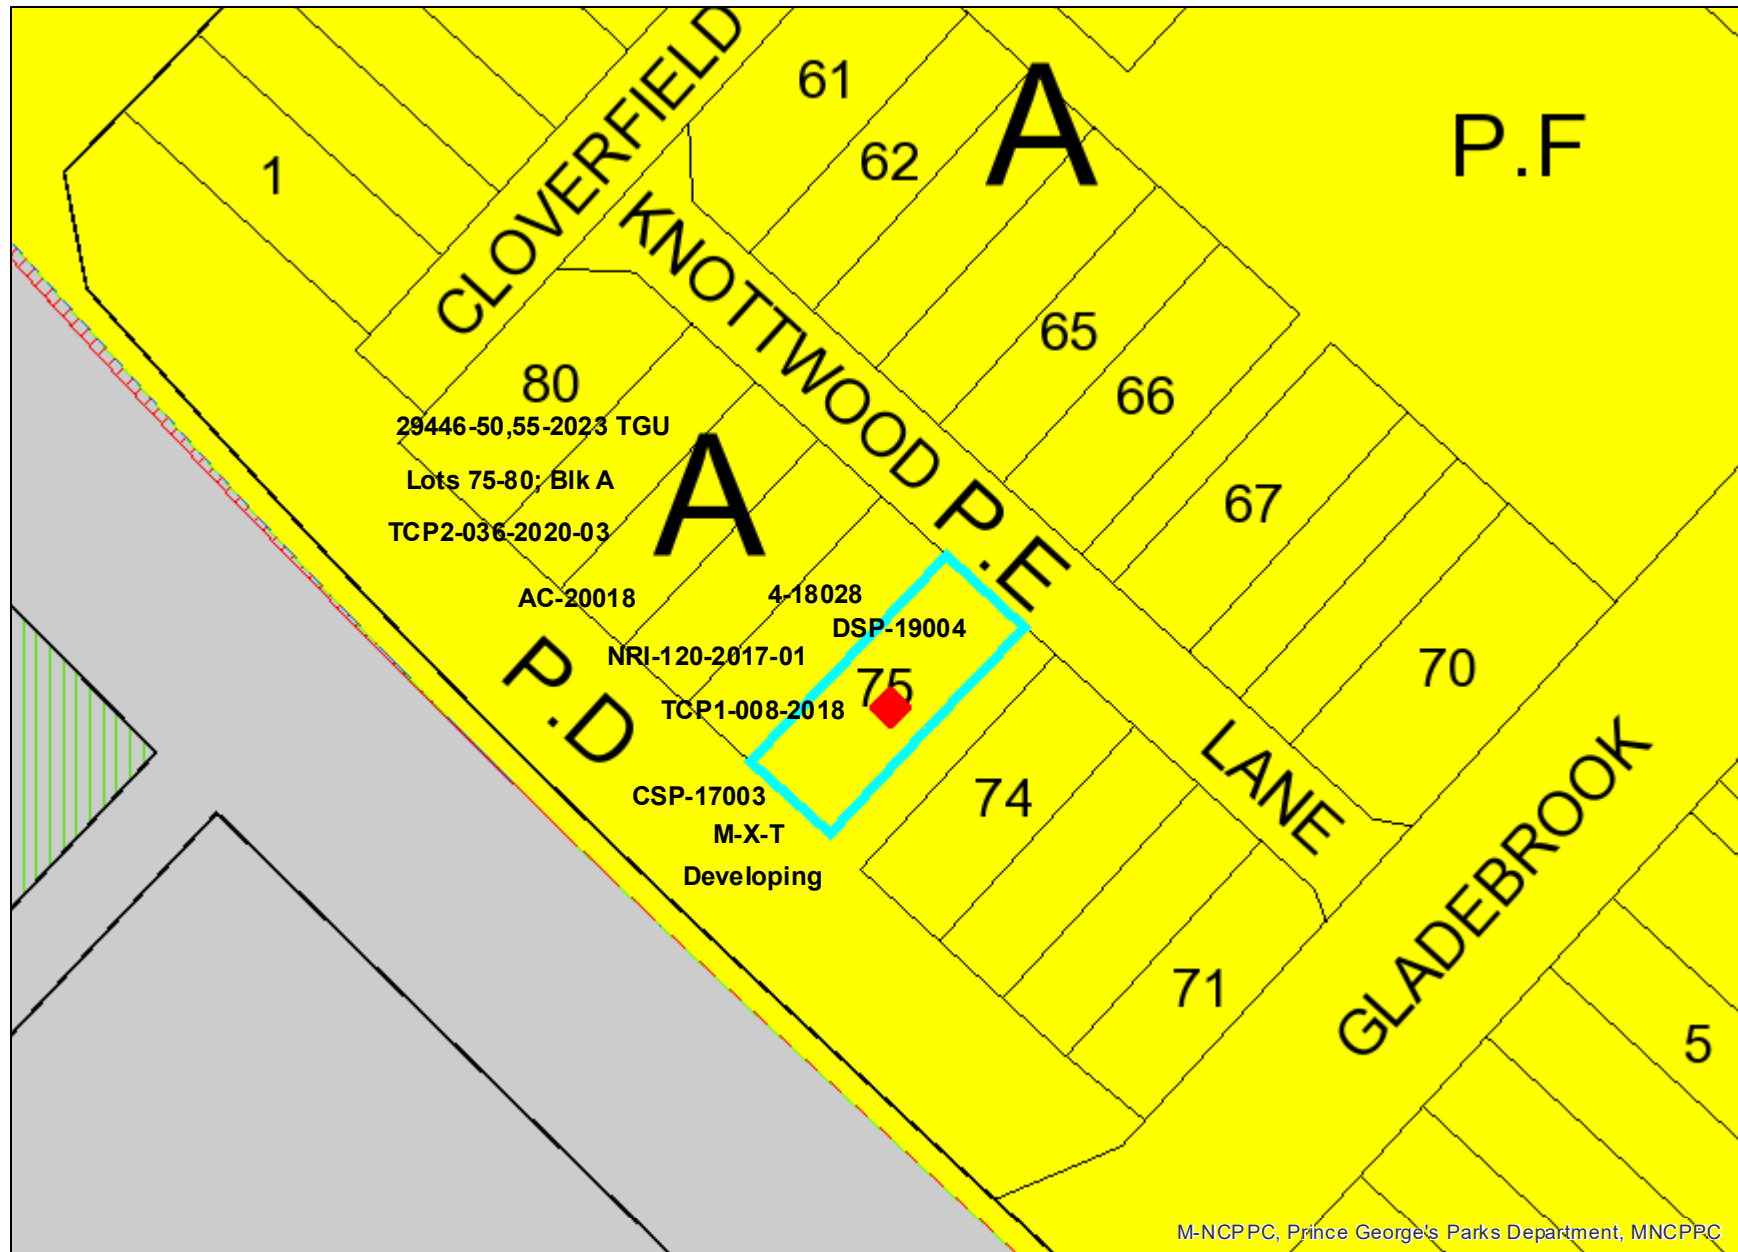 61
A
P.F
62
1
CLOVERFIELD
KNOTTWOOD
65
80
66
29446-50,55-2023 TGU
Lots 75-80; Blk A
A
67
TCP2-036-2020-03
P.E
AC-20018
4-18028
DSP-19004
NRI-120-2017-01
70
75
P.D
TCP1-008-2018
LANE
CSP-17003
74
M-X-T
Developing
GLADEBROOK
71
5
M-NCPPC, Prince George's Parks Department, MNCPPC